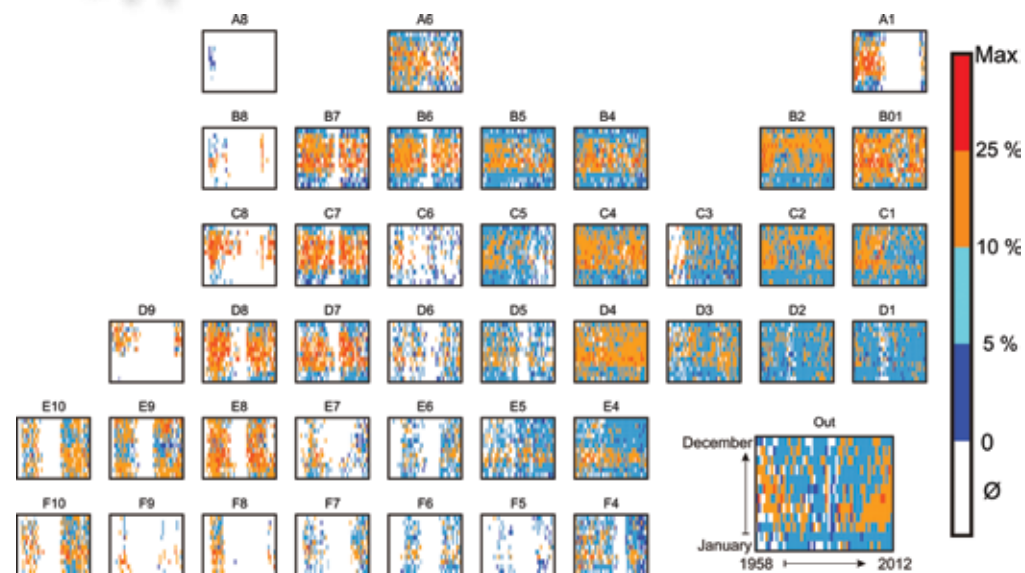 A8 A6 A1
Max
B8 B7 B6 B5 B4 B2 B01
25 %
C8 C7 C6 C5 C4 C3 C2 C1
10 %
D9 D8 D7 D6 D5 D4 D3 D2 D1
5 %
E10 E9 E8 E7 E6 E5 E4
Out
December
0
Ø
F10 F9 F8 F7 F6 F5 F4
January
1958 2012